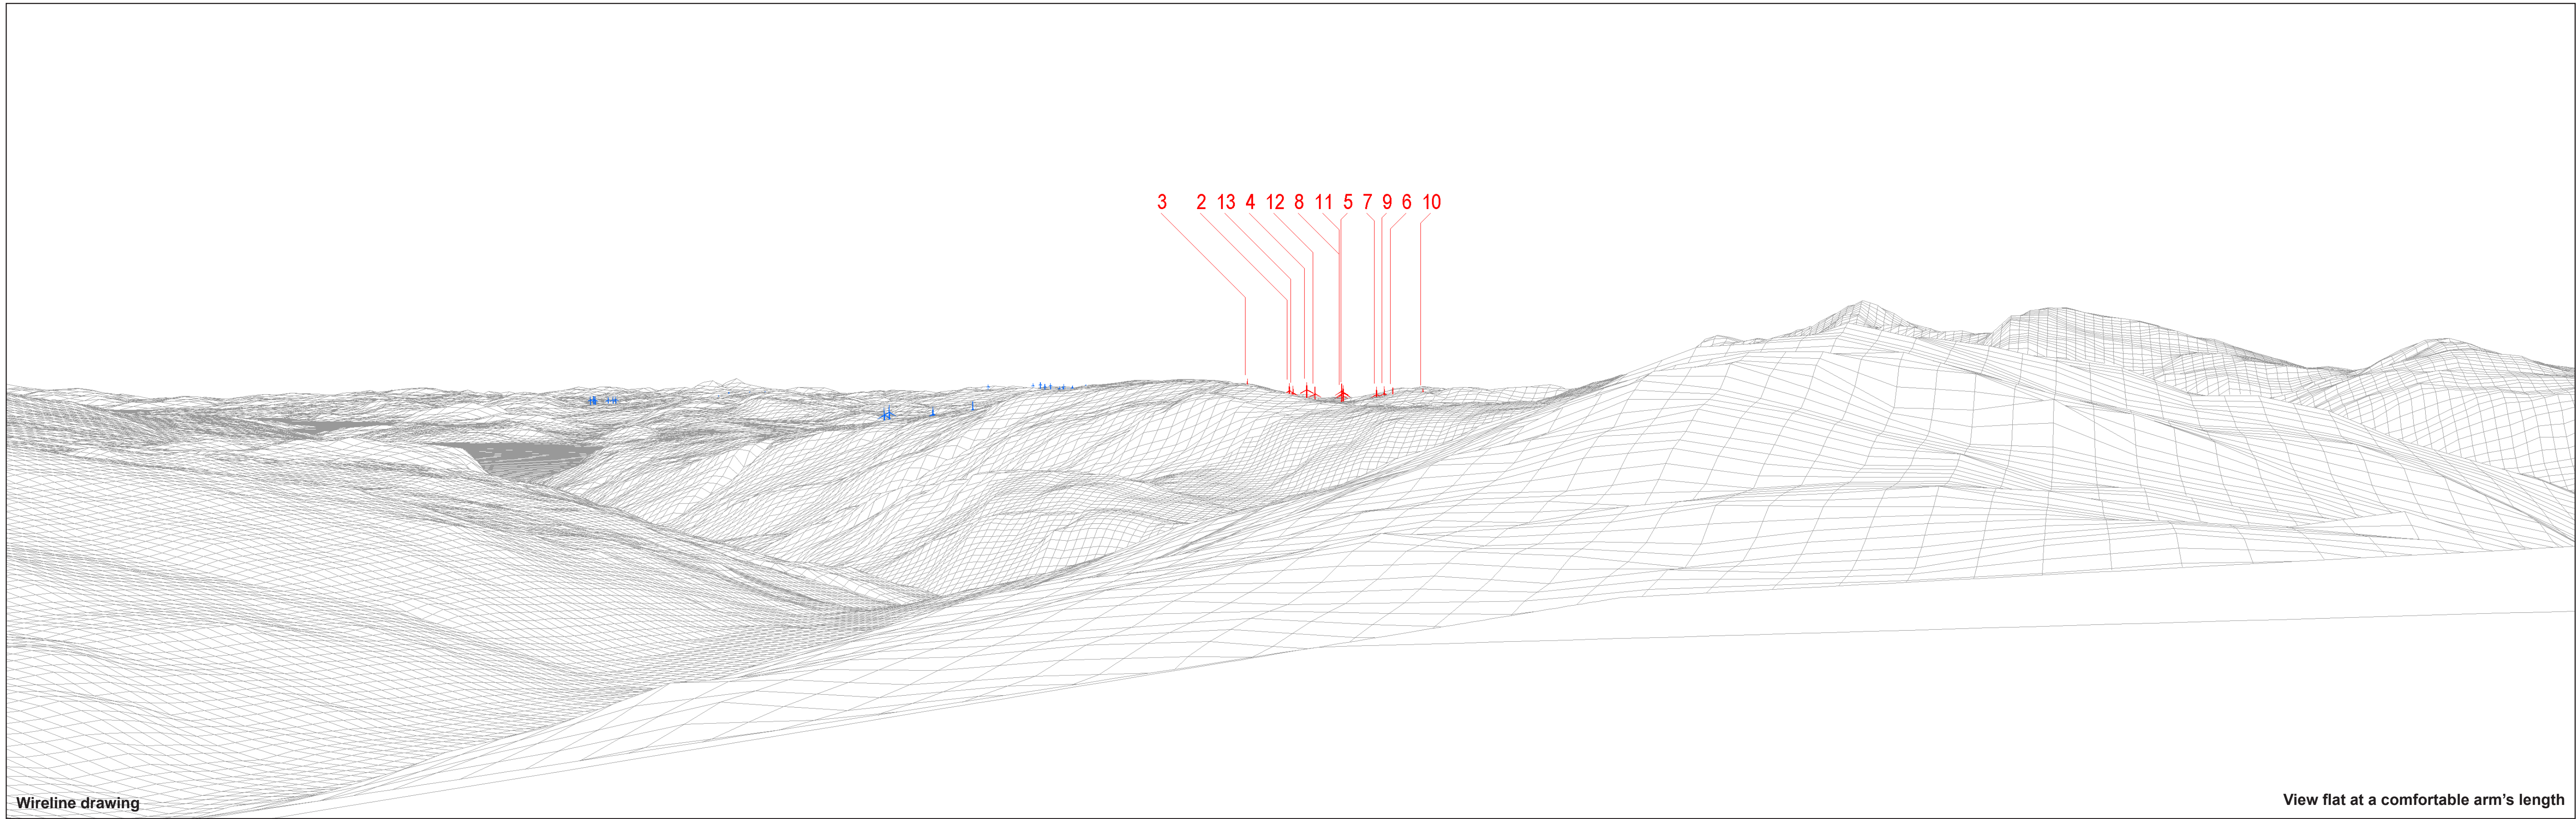 3 2 13 4 12 8 11 5 7 9 6 10
Wireline drawing
View flat at a comfortable arm's length